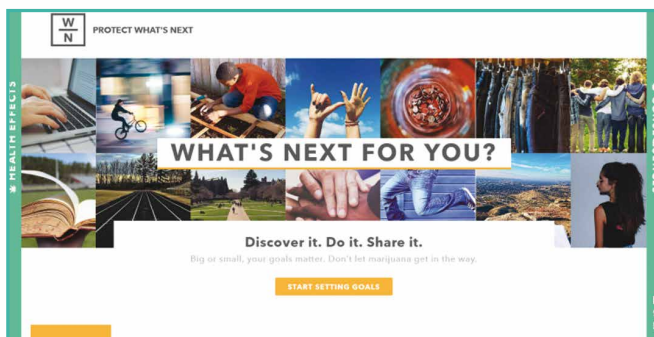 W
N
PROTECT WHAT'S NEXT
HEALTH EFFECTS
WHAT'S NEXT FOR YOU?
Discover it. Do it. Share it.
Big or small, your goals matter. Don't let marijuana get in the way.
START SETTING GOALS